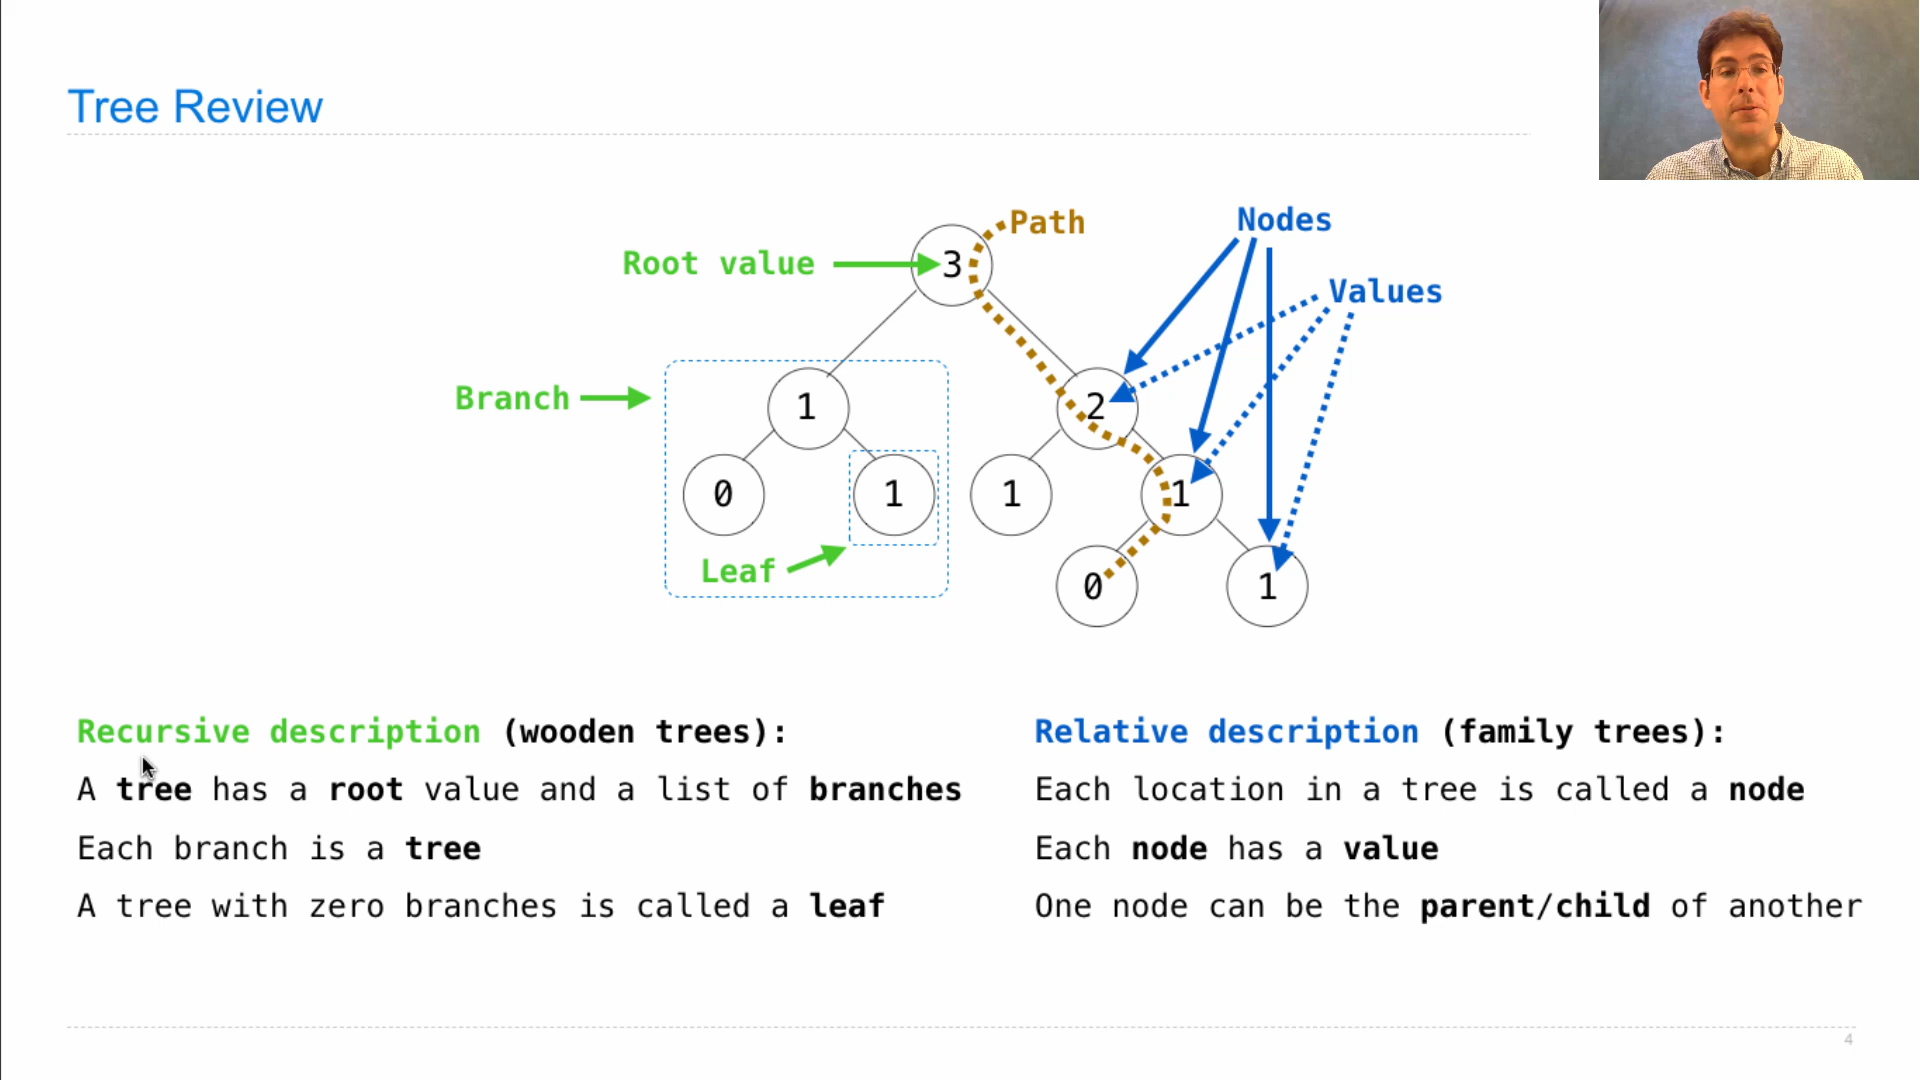 Tree Review
Path
Nodes
Root value
3
Values
Branch
1
2
0
1
1
1
Leaf
0
1
Recursive description (wooden trees):
A tree has a root value and a list of branches
Each branch is a tree
A tree with zero branches is called a leaf
Relative description (family trees):
Each location in a tree is called a node
Each node has a value
One node can be the parent/child of another
4